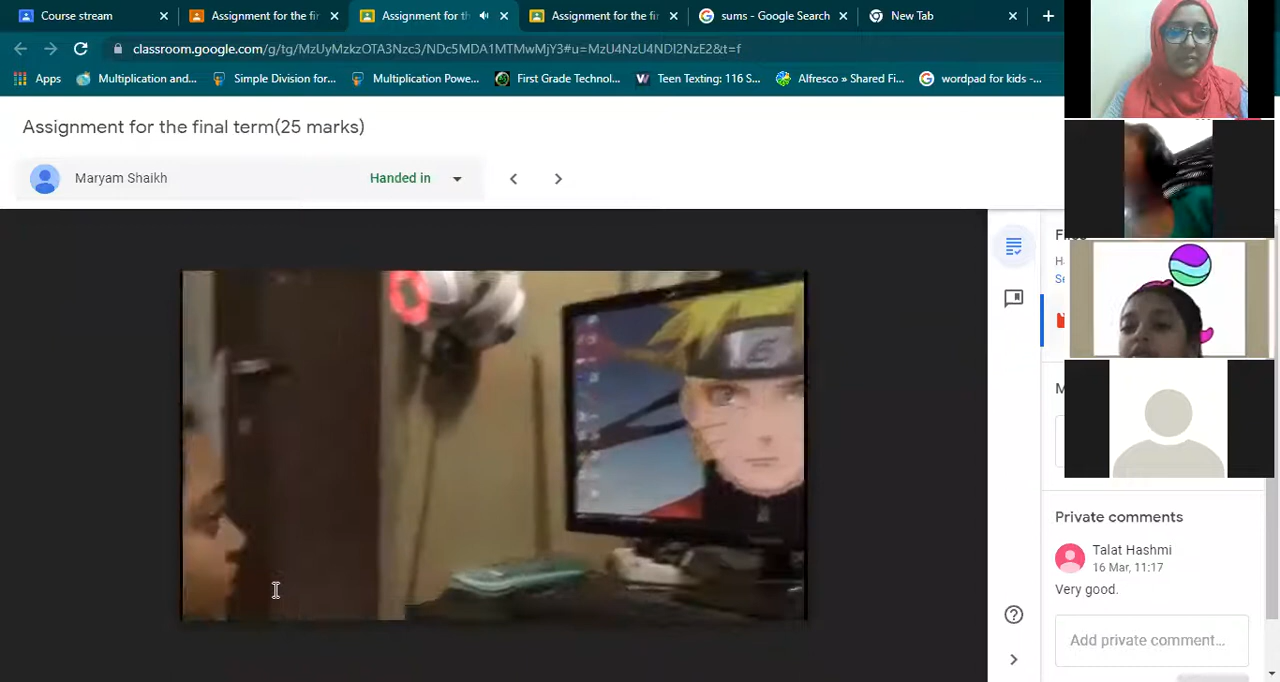 Course stream
Assignment for the fi
Assignment for th
Assignment for the fi
sums - Google Search
New Tab
classroom.google.com/g/tg/MzUyMzkzOTA3Nzc3/NDc5MDA1MTMwMjY3#u=MzU4NzU4NDI2NzE2&t=f
Apps
Multiplication and...
Simple Division for...
Multiplication Powe...
First Grade Technol...
Teen Texting: 116 S...
Alfresco » Shared Fi...
wordpad for kids -...
Assignment for the final term(25 marks)
Maryam Shaikh
Handed in
Private comments
Talat Hashmi
16 Mar, 11:17
Very good.
Add private comment...